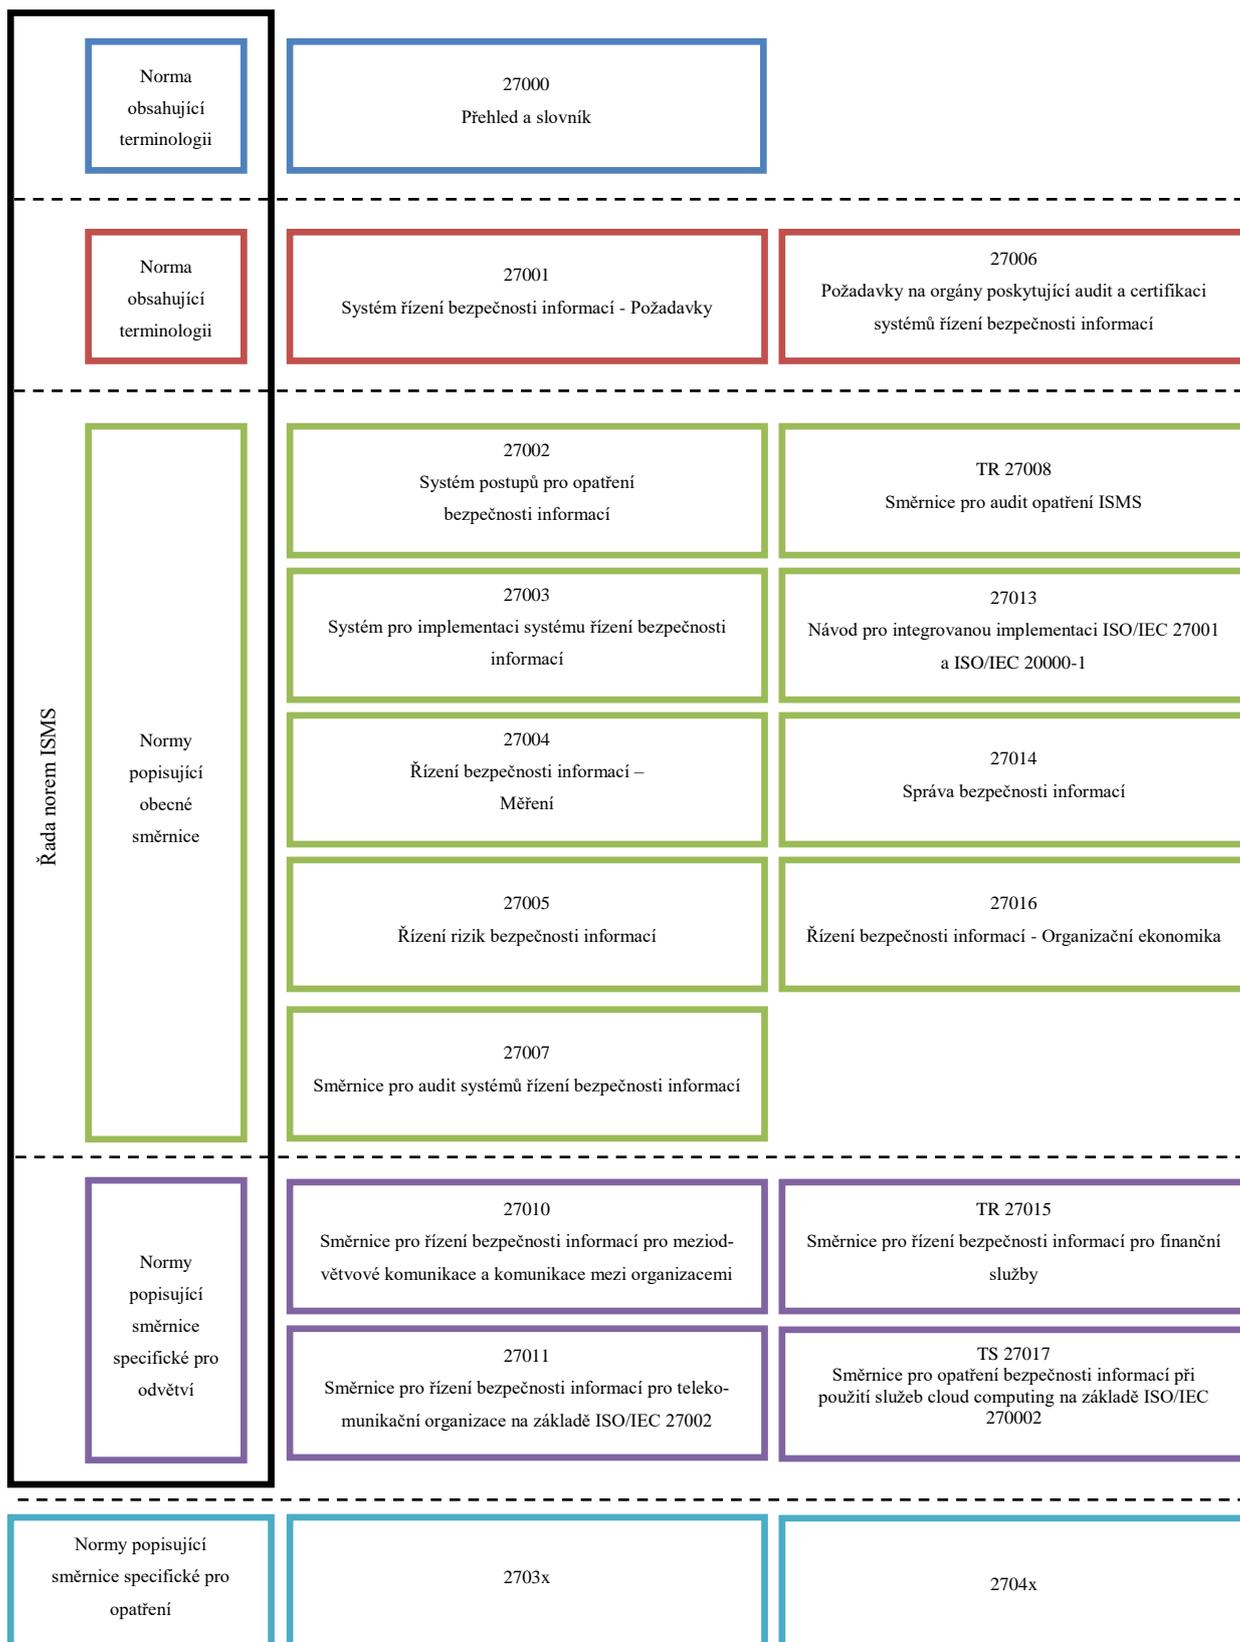 Norma
obsahující
terminologii
27000
Přehled a slovník
Norma
obsahující
terminologii
27001
Systém řízení bezpečnosti informací - Požadavky
27006
Požadavky na orgány poskytující audit a certifikaci
systémů řízení bezpečnosti informací
Řada norem ISMS
Normy
popisující
obecné
směrnice
27002
Systém postupů pro opatření
bezpečnosti informací
TR 27008
Směrnice pro audit opatření ISMS
27003
Systém pro implementaci systému řízení bezpečnosti
informací
27013
Návod pro integrovanou implementaci ISO/IEC 27001
a ISO/IEC 20000-1
27004
Řízení bezpečnosti informací –
Měření
27014
Správa bezpečnosti informací
27005
Řízení rizik bezpečnosti informací
27016
Řízení bezpečnosti informací - Organizační ekonomika
27007
Směrnice pro audit systémů řízení bezpečnosti informací
Normy
popisující
směrnice
specifické pro
odvětví
27010
Směrnice pro řízení bezpečnosti informací pro meziod-
větvové komunikace a komunikace mezi organizacemi
TR 27015
Směrnice pro řízení bezpečnosti informací pro finanční
služby
27011
Směrnice pro řízení bezpečnosti informací pro teleko-
munikační organizace na základě ISO/IEC 27002
TS 27017
Směrnice pro opatření bezpečnosti informací při
použití služeb cloud computing na základě ISO/IEC
270002
Normy popisující
směrnice specifické pro
opatření
2703x
2704x